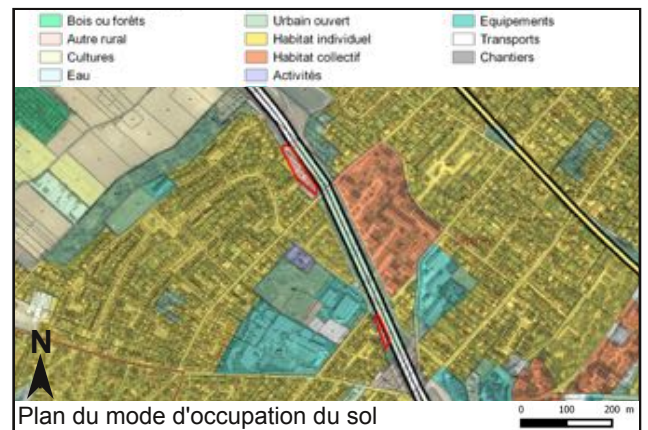 Bois ou forêts
Autre rural
Cultures
Eau
Urbain ouvert
Habitat individuel
Habitat collectif
Activités
Equipements
Transports
Chantiers
N
Plan du mode d'occupation du sol
0 100 200 m